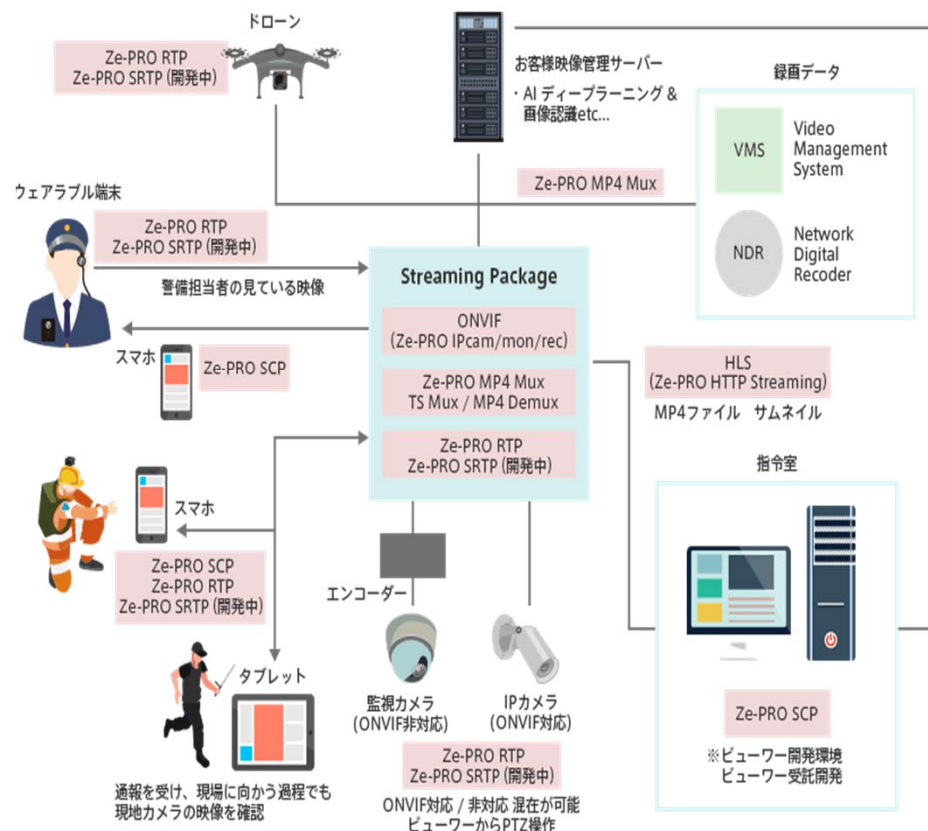 ドローン
Ze-PRO RTP
Ze-PRO SRTP (開発中)
お客様映像管理サーバー
・AI ディープラーニング &
画像認識etc...
録画データ
VMS
Video
Management
System
NDR
Network
Digital
Recoder
Ze-PRO MP4 Mux
ウェアラブル端末
Ze-PRO RTP
Ze-PRO SRTP (開発中)
警備担当者の見ている映像
スマホ
Ze-PRO SCP
Streaming Package
ONVIF
(Ze-PRO IPcam/mon/rec)
Ze-PRO MP4 Mux
TS Mux / MP4 Demux
Ze-PRO RTP
Ze-PRO SRTP (開発中)
HLS
(Ze-PRO HTTP Streaming)
MP4ファイル サムネイル
スマホ
Ze-PRO SCP
Ze-PRO RTP
Ze-PRO SRTP (開発中)
タブレット
通報を受け、現場に向かう過程でも
現地カメラの映像を確認
エンコーダー
監視カメラ
(ONVIF非対応)
IPカメラ
(ONVIF対応)
Ze-PRO RTP
Ze-PRO SRTP (開発中)
ONVIF対応 / 非対応 混在が可能
ビューワーからPTZ操作
指令室
Ze-PRO SCP
※ビューワー開発環境
ビューワー受託開発